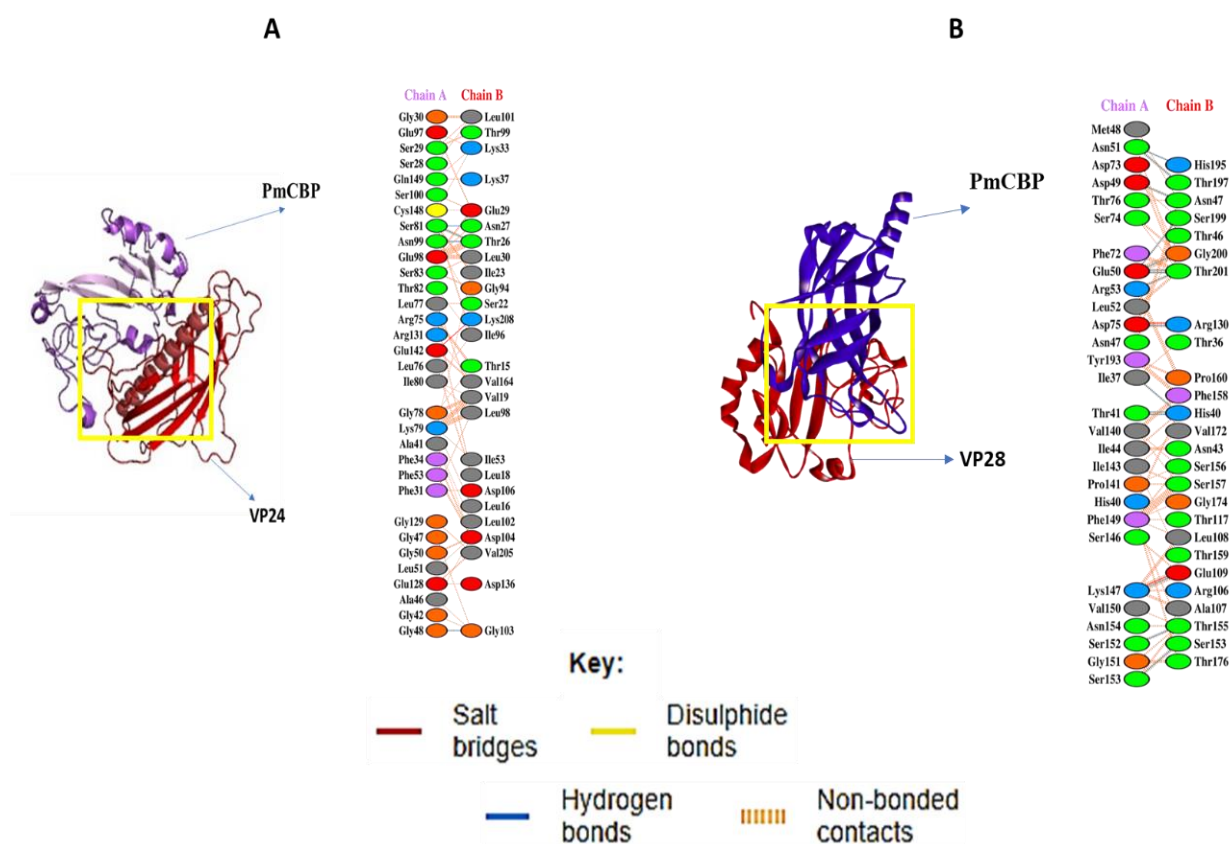 A
B
PmCBP
VP24
Chain A Chain B
Gly30 Leu101
Glu97 Thr99
Ser29 Lys33
Ser28
Gln149 Lys37
Ser100
Cys148 Glu29
Ser81 Asn27
Asn99 Thr26
Glu98 Leu30
Ser83 Ile23
Thr82 Gly94
Leu77 Ser22
Arg75 Lys208
Arg131 Ile96
Glu142
Leu76 Thr15
Ile80 Val164
Val19
Gly78 Leu98
Lys79
Ala41
Phe34 Ile53
Phe53 Leu18
Phe31 Asp106
Leu16
Gly129 Leu102
Gly47 Asp104
Gly50 Val205
Leu51
Glu128 Asp136
Ala46
Gly42
Gly48 Gly103
PmCBP
VP28
Chain A Chain B
Met48
Asn51
Asp73 His195
Asp49 Thr197
Thr76 Asn47
Ser74 Ser199
Thr46
Phe72 Gly200
Glu50 Thr201
Arg53
Leu52
Asp75 Arg130
Asn47 Thr36
Tyr193
Ile37 Pro160
Phe158
Thr41 His40
Val140 Val172
Ile44 Asn43
Ile143 Ser156
Pro141 Ser157
His40 Gly174
Phe149 Thr117
Ser146 Leu108
Thr159
Glu109
Lys147 Arg106
Val150 Ala107
Asn154 Thr155
Ser152 Ser153
Gly151 Thr176
Ser153
Key:
Salt bridges
Disulphide bonds
Hydrogen bonds
Non-bonded contacts